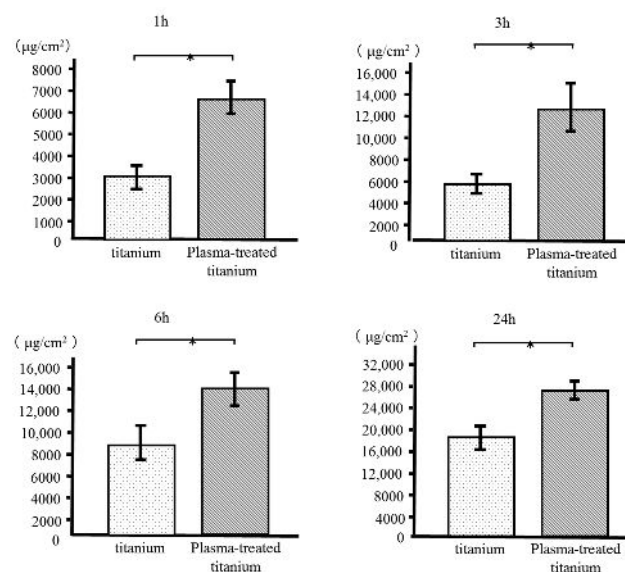 1h
(μg/cm²)
8000
7000
6000
5000
4000
3000
2000
1000
0
*
titanium
Plasma-treated
titanium
3h
(μg/cm²)
16,000
14,000
12,000
10,000
8000
6000
4000
2000
0
*
titanium
Plasma-treated
titanium
6h
( μg/cm²)
16,000
14,000
12,000
10,000
8000
6000
4000
2000
0
*
titanium
Plasma-treated
titanium
24h
( μg/cm²)
32,000
28,000
24,000
20,000
16,000
12,000
8000
4000
0
*
titanium
Plasma-treated
titanium